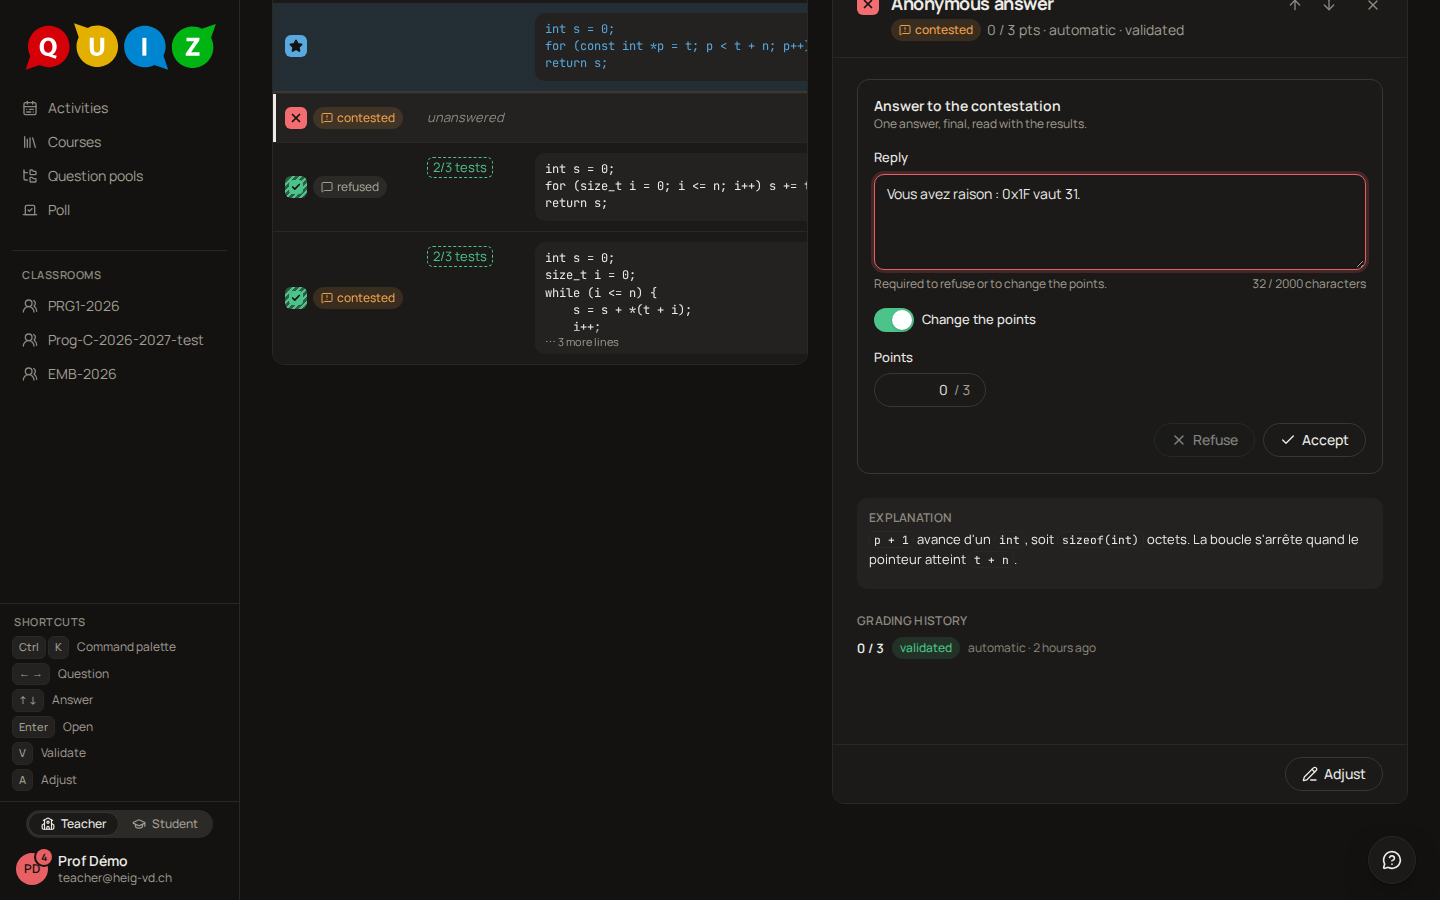 QUIZ
Activities
Courses
Question pools
Poll
CLASSROOMS
PRG1-2026
Prog-C-2026-2027-test
EMB-2026
SHORTCUTS
Ctrl K Command palette
← → Question
↑ ↓ Answer
Enter Open
V Validate
A Adjust
Teacher Student
PD 4
Prof Démo
teacher@heig-vd.ch
int s = 0;
for (const int *p = t; p < t + n; p++)
return s;
contested unanswered
refused 2/3 tests
int s = 0;
for (size_t i = 0; i <= n; i++) s += t
return s;
contested 2/3 tests
int s = 0;
size_t i = 0;
while (i <= n) {
s = s + *(t + i);
i++;
··· 3 more lines
Anonymous answer
contested 0 / 3 pts · automatic · validated
Answer to the contestation
One answer, final, read with the results.
Reply
Vous avez raison : 0x1F vaut 31.
Required to refuse or to change the points. 32 / 2000 characters
Change the points
Points
0 / 3
Refuse Accept
EXPLANATION
p + 1 avance d'un int , soit sizeof(int) octets. La boucle s'arrête quand le
pointeur atteint t + n .
GRADING HISTORY
0 / 3 validated automatic · 2 hours ago
Adjust